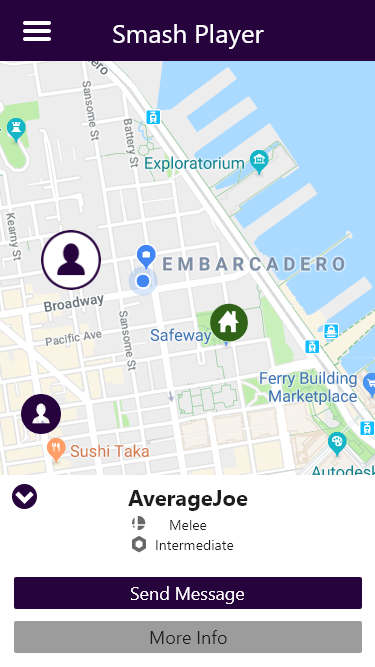 Smash Player
ero
Sansome St
Battery St
Exploratorium
Kearny St
EMBARCADERO
Broadway
Sansome St
Pacific Ave
Safeway
Ferry Building
Marketplace
Sushi Taka
Autodesk
AverageJoe
Melee
Intermediate
Send Message
More Info